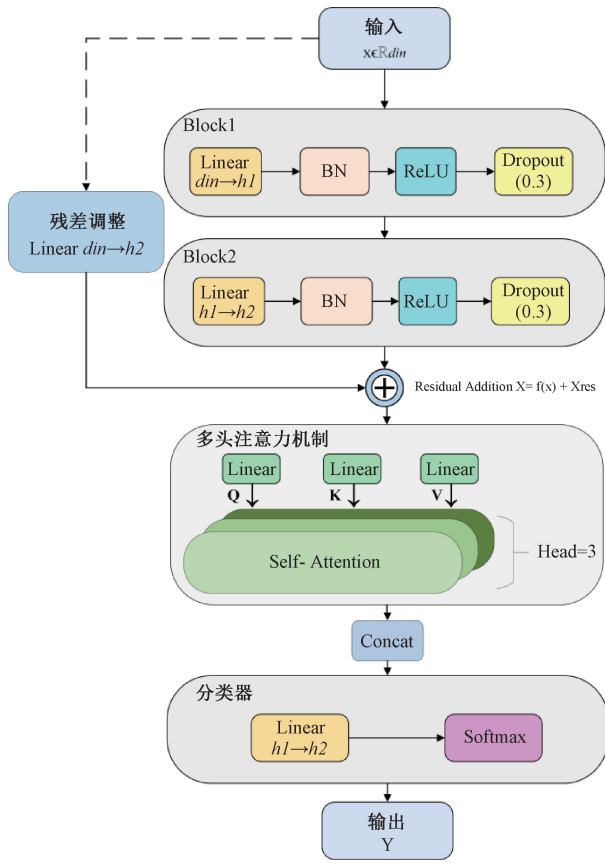 输入
xϵℝdin
Block1
Linear
din→h1
BN
ReLU
Dropout
(0.3)
残差调整
Linear din→h2
Block2
Linear
h1→h2
BN
ReLU
Dropout
(0.3)
Residual Addition X= f(x) + Xres
多头注意力机制
Linear
Linear
Linear
Q
K
V
Self- Attention
Head=3
Concat
分类器
Linear
h1→h2
Softmax
输出
Y